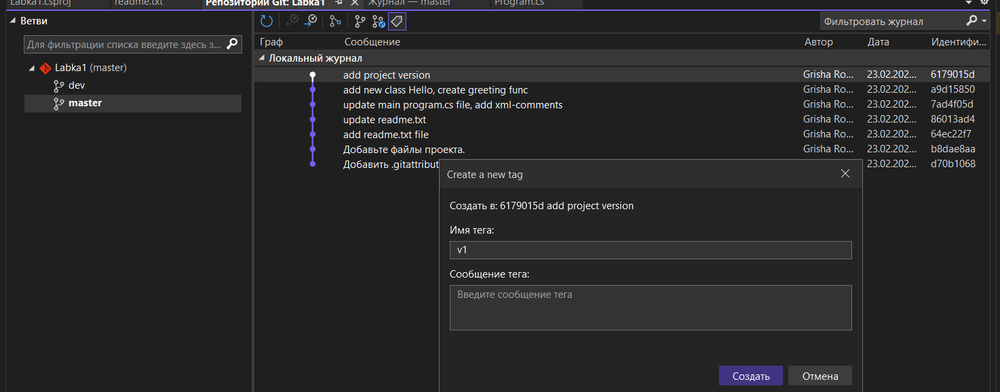 Labka1.csproj readme.txt Репозиторий Git: Labka1 Журнал — master Program.cs
Ветви
Для фильтрации списка введите здесь з...
Labka1 (master)
dev
master
Фильтровать журнал
Граф Сообщение Автор Дата Идентифи...
Локальный журнал
add project version Grisha Ro... 23.02.202... 6179015d
add new class Hello, create greeting func Grisha Ro... 23.02.202... a9d15850
update main program.cs file, add xml-comments Grisha Ro... 23.02.202... 7ad4f05d
update readme.txt Grisha Ro... 23.02.202... 86013ad4
add readme.txt file Grisha Ro... 23.02.202... 64ec22f7
Добавьте файлы проекта. Grisha Ro... 23.02.202... b8dae8aa
Добавить .gitattribut 23.02.202... d70b1068
Create a new tag
Создать в: 6179015d add project version
Имя тега:
v1
Сообщение тега:
Введите сообщение тега
Создать Отмена